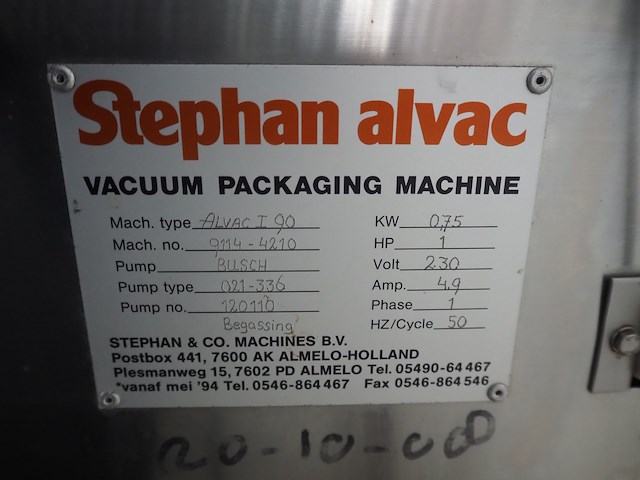 Stephan alvac
VACUUM PACKAGING MACHINE
Mach. type ALVAC I 90
Mach. no. 9114-4210
Pump BUSCH
Pump type 021-336
Pump no. 120110
Begassing
KW 0,75
HP 1
Volt 230
Amp. 4.9
Phase 1
HZ/Cycle 50
STEPHAN & CO. MACHINES B.V.
Postbox 441, 7600 AK ALMELO-HOLLAND
Plesmanweg 15, 7602 PD ALMELO Tel. 05490-64467
*vanaf mei '94 Tel. 0546-864467 Fax 0546-864546
20-10-08